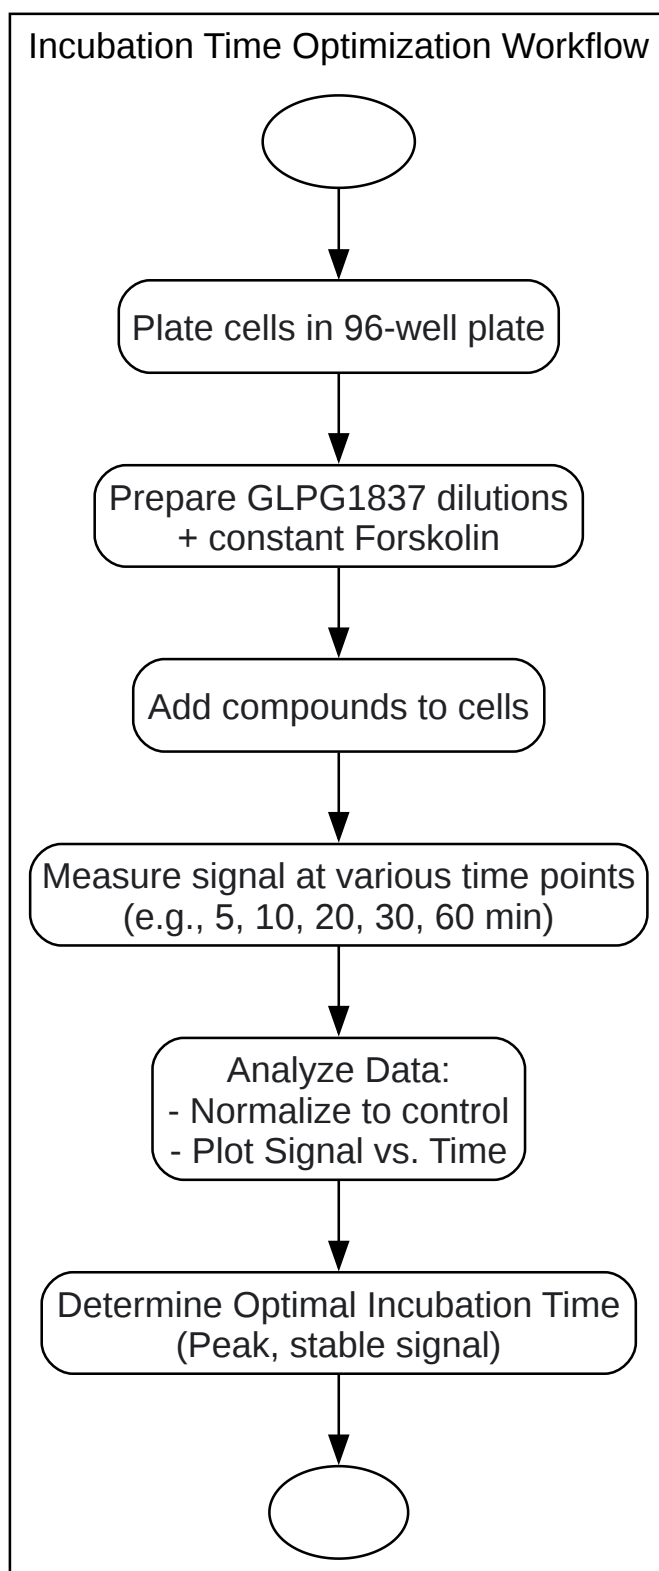 Incubation Time Optimization Workflow
Plate cells in 96-well plate
Prepare GLPG1837 dilutions
+ constant Forskolin
Add compounds to cells
Measure signal at various time points
(e.g., 5, 10, 20, 30, 60 min)
Analyze Data:
- Normalize to control
- Plot Signal vs. Time
Determine Optimal Incubation Time
(Peak, stable signal)